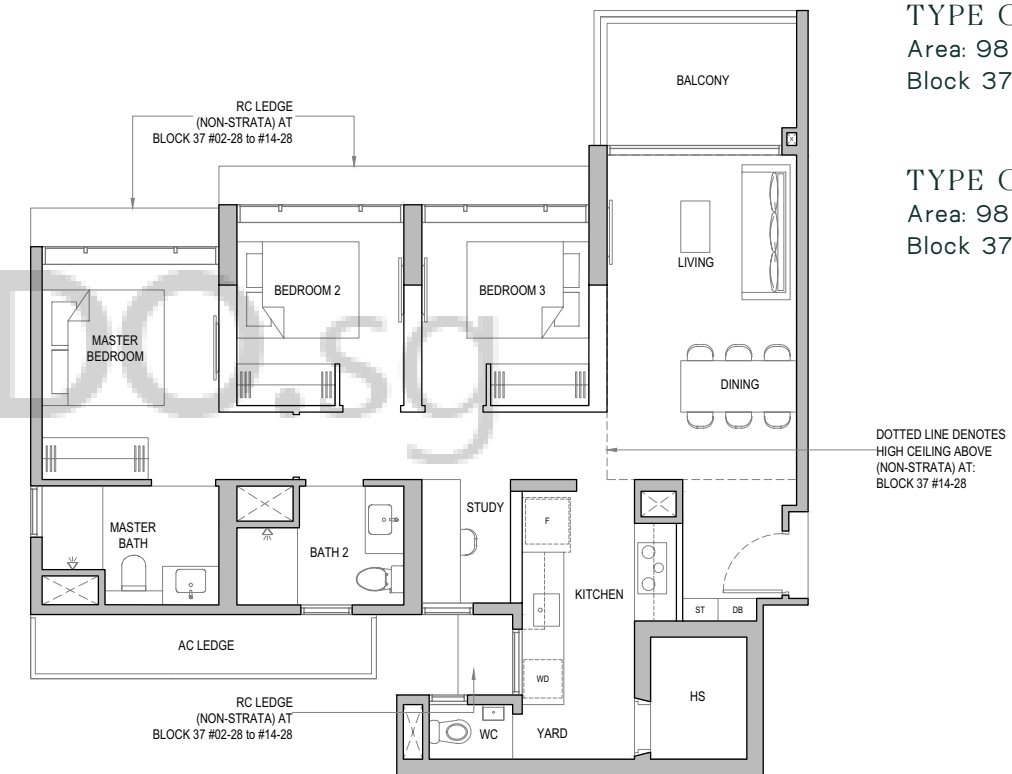 TYPE C
Area: 98
Block 37
BALCONY
RC LEDGE
(NON-STRATA) AT
BLOCK 37 #02-28 to #14-28
TYPE C
Area: 98
Block 37
LIVING
BEDROOM 2
BEDROOM 3
MASTER
BEDROOM
DO.sg
DINING
DOTTED LINE DENOTES
HIGH CEILING ABOVE
(NON-STRATA) AT:
BLOCK 37 #14-28
STUDY
F
MASTER
BATH
BATH 2
KITCHEN
ST
DB
AC LEDGE
WD
HS
RC LEDGE
(NON-STRATA) AT
BLOCK 37 #02-28 to #14-28
WC
YARD